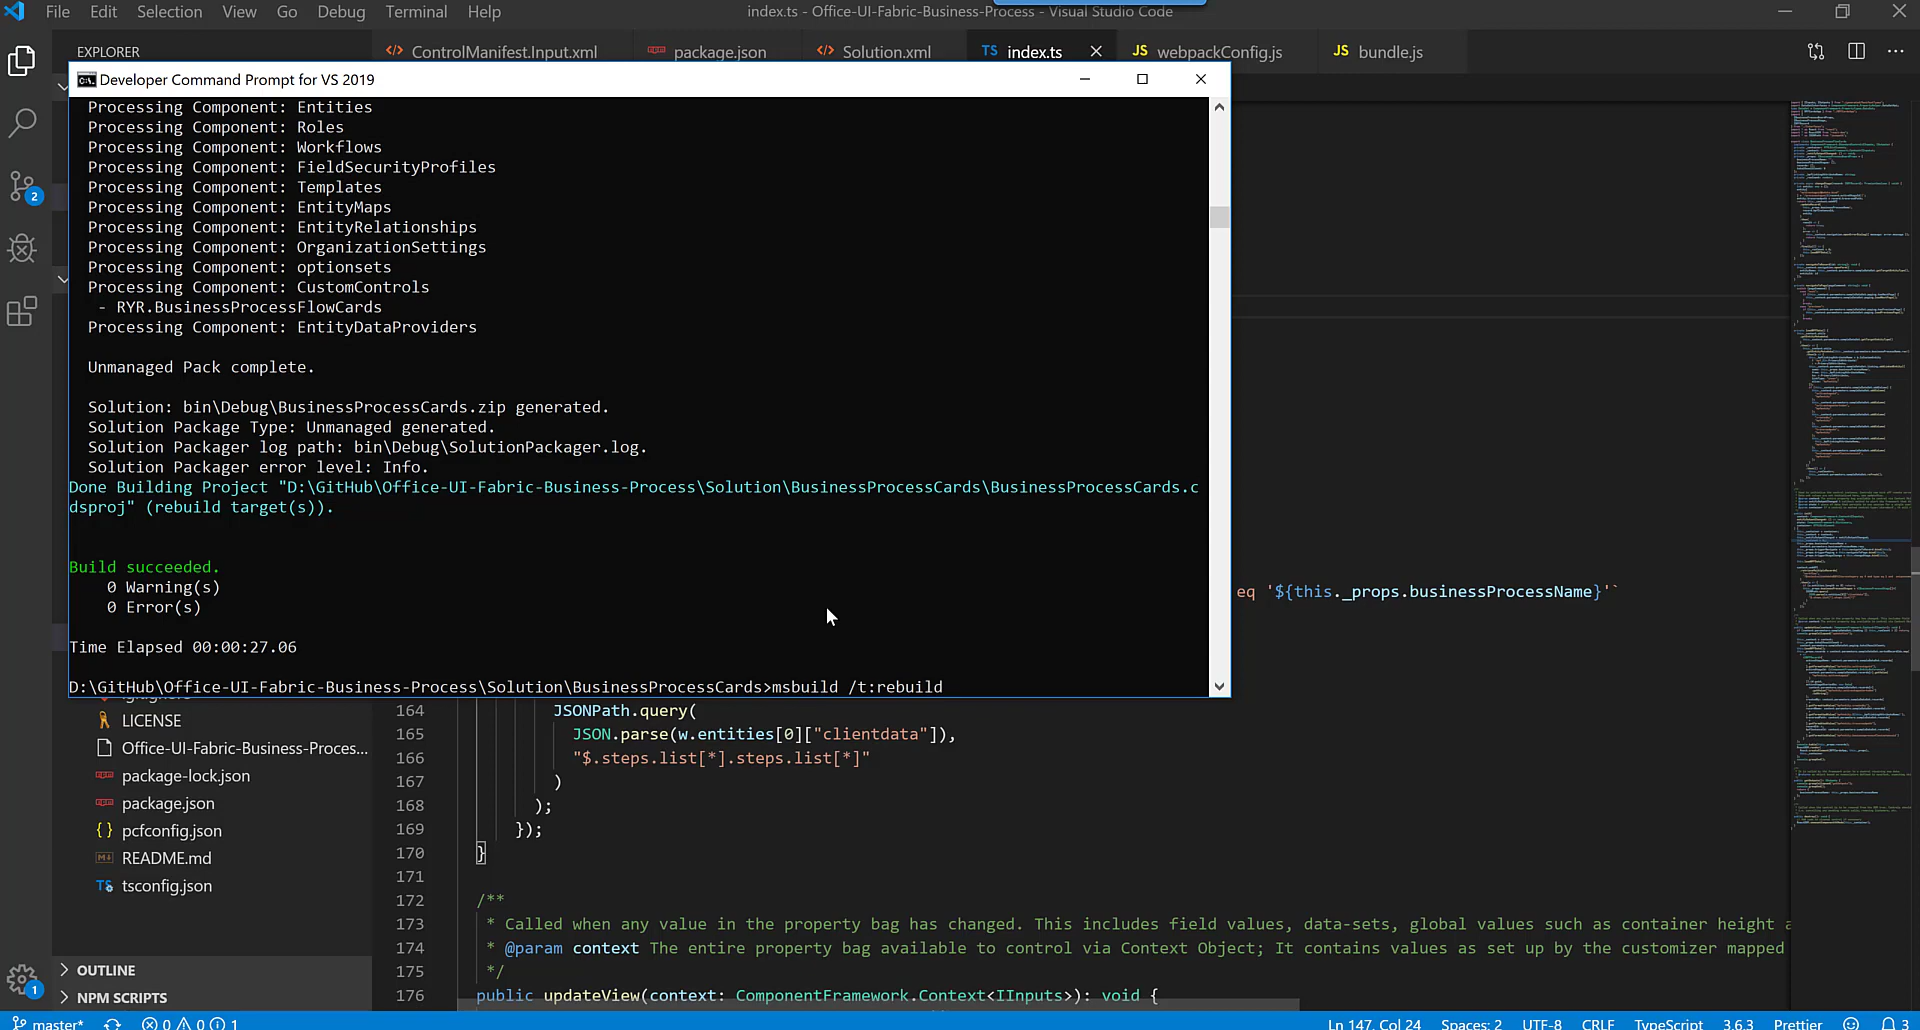 File Edit Selection View Go Debug Terminal Help
index.ts - Office-UI-Fabric-Business-Process - Visual Studio Code
EXPLORER
ControlManifest.Input.xml
package.json
Solution.xml
TS index.ts
JS webpackConfig.js
JS bundle.js
Developer Command Prompt for VS 2019
Processing Component: Entities
Processing Component: Roles
Processing Component: Workflows
Processing Component: FieldSecurityProfiles
Processing Component: Templates
Processing Component: EntityMaps
Processing Component: EntityRelationships
Processing Component: OrganizationSettings
Processing Component: optionsets
Processing Component: CustomControls
- RYR.BusinessProcessFlowCards
Processing Component: EntityDataProviders
Unmanaged Pack complete.
Solution: bin\Debug\BusinessProcessCards.zip generated.
Solution Package Type: Unmanaged generated.
Solution Packager log path: bin\Debug\SolutionPackager.log.
Solution Packager error level: Info.
Done Building Project "D:\GitHub\Office-UI-Fabric-Business-Process\Solution\BusinessProcessCards\BusinessProcessCards.c
dsproj" (rebuild target(s)).
Build succeeded.
0 Warning(s)
0 Error(s)
Time Elapsed 00:00:27.06
D:\GitHub\Office-UI-Fabric-Business-Process\Solution\BusinessProcessCards>msbuild /t:rebuild
eq '${this._props.businessProcessName}'`
2
LICENSE
Office-UI-Fabric-Business-Proces...
package-lock.json
package.json
{ } pcfconfig.json
README.md
TS tsconfig.json
OUTLINE
NPM SCRIPTS
1
164 JSONPath.query(
165 JSON.parse(w.entities[0]["clientdata"]),
166 "$.steps.list[*].steps.list[*]"
167 )
168 );
169 });
170 }
171
172 /**
173 * Called when any value in the property bag has changed. This includes field values, data-sets, global values such as container height a
174 * @param context The entire property bag available to control via Context Object; It contains values as set up by the customizer mapped
175 */
176 public updateView(context: ComponentFramework.Context<IInputs>): void {
master* 0 0 1
Ln 147, Col 24 Spaces: 2 UTF-8 CRLF TypeScript 3.6.3 Prettier 3